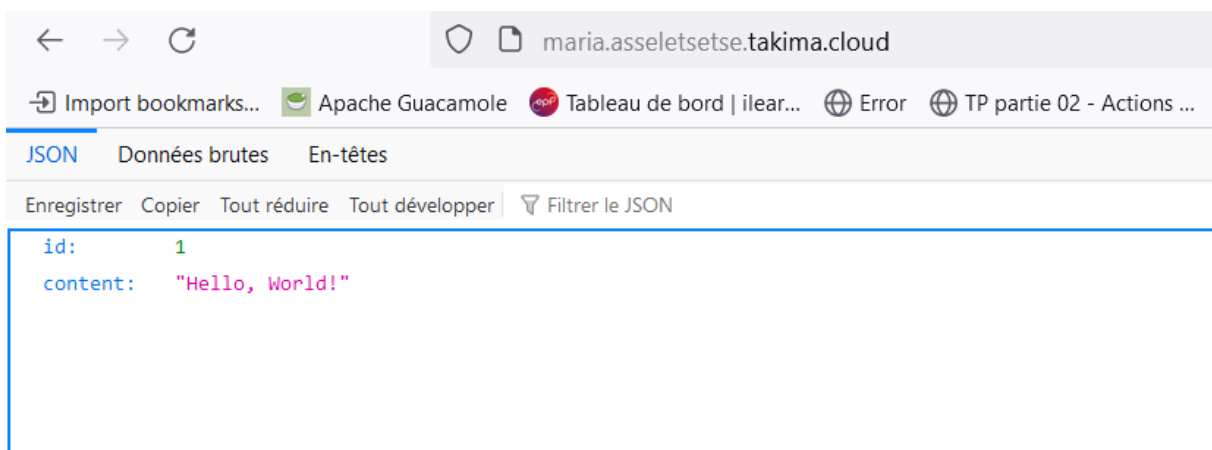 maria.asseletsetse.takima.cloud
Import bookmarks... Apache Guacamole epf Tableau de bord | ilear... Error TP partie 02 - Actions ...
JSON Données brutes En-têtes
Enregistrer Copier Tout réduire Tout développer Filtrer le JSON
id: 1
content: "Hello, World!"